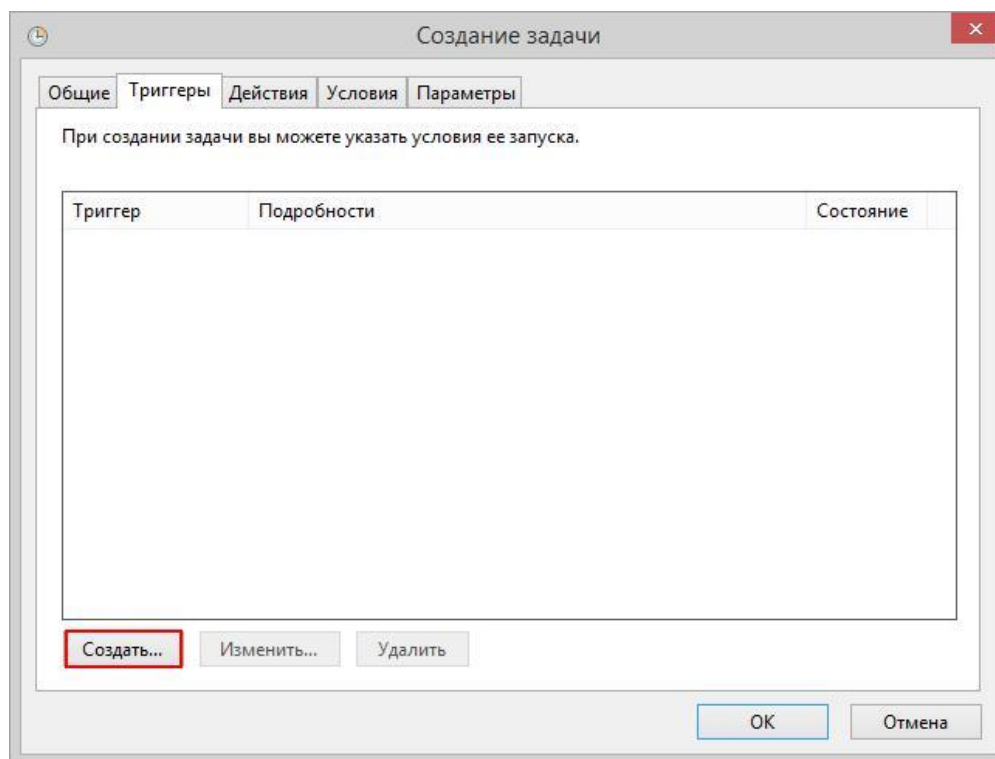 Создание задачи
Общие Триггеры Действия Условия Параметры
При создании задачи вы можете указать условия ее запуска.
Триггер Подробности Состояние
Создать... Изменить... Удалить
ОК Отмена